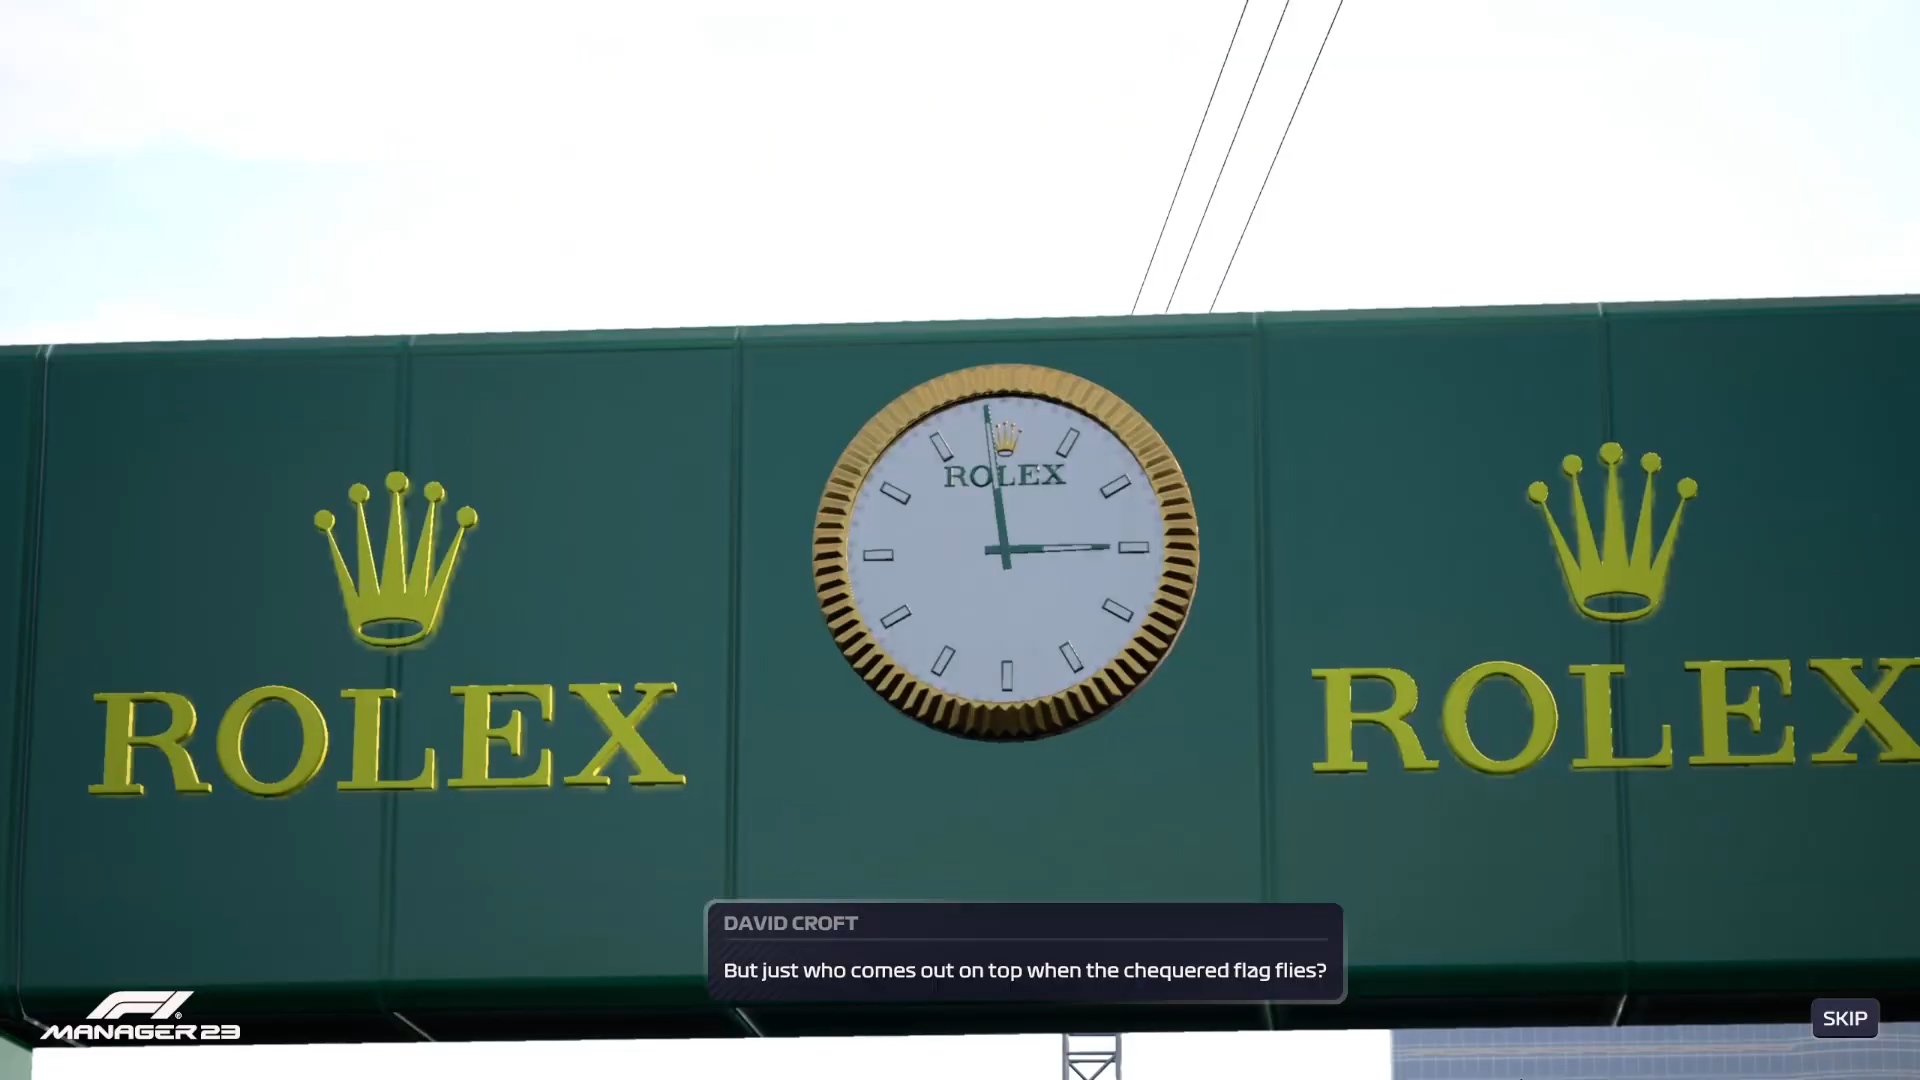 ROLEX
ROLEX
ROLEX
DAVID CROFT
But just who comes out on top when the chequered flag flies?
F1
MANAGER 23
SKIP